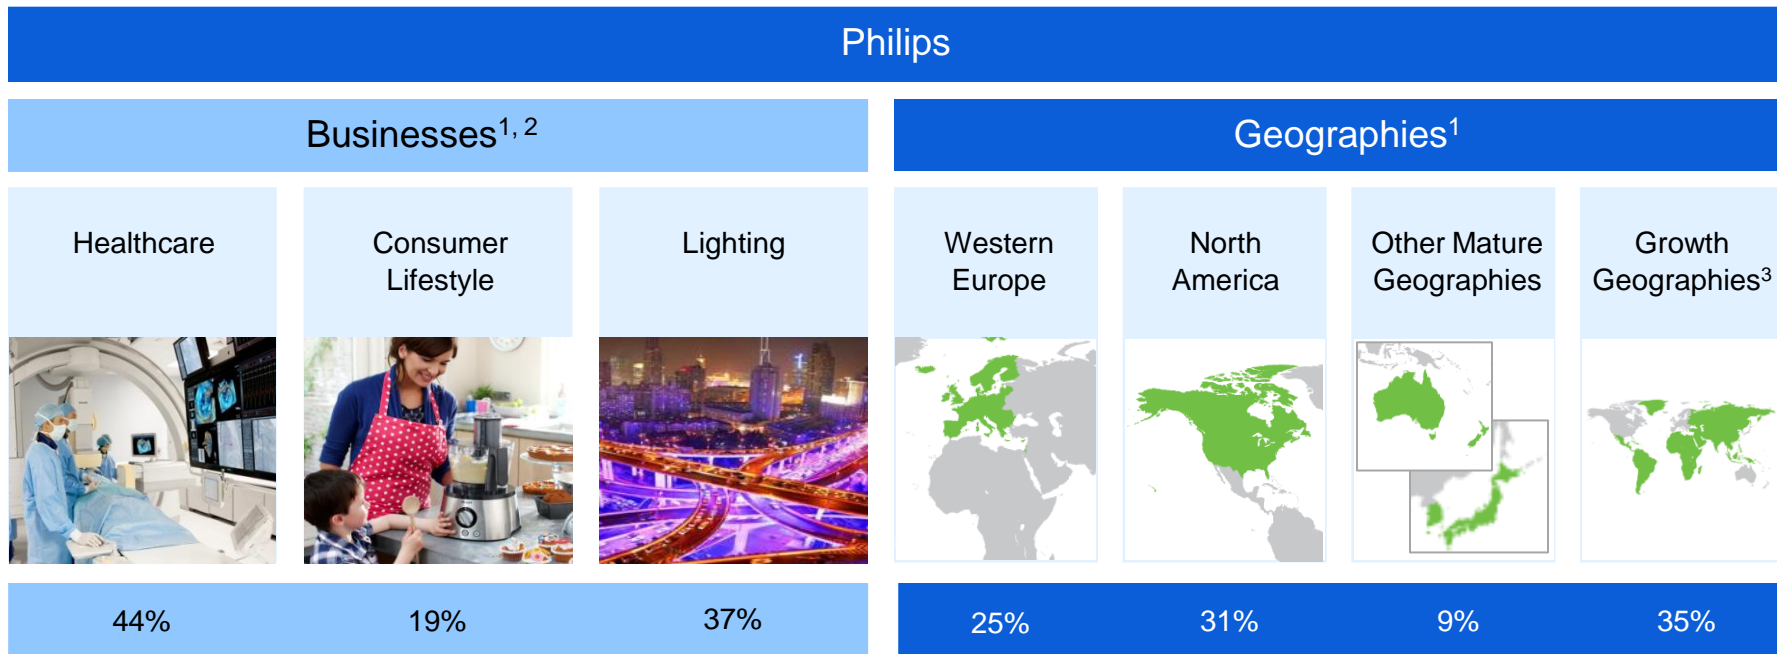 Philips
Businesses1, 2
Geographies1
Healthcare
Consumer
Lifestyle
Lighting
Western
Europe
North
America
Other Mature
Geographies
Growth
Geographies3
44%
19%
37%
25%
31%
9%
35%